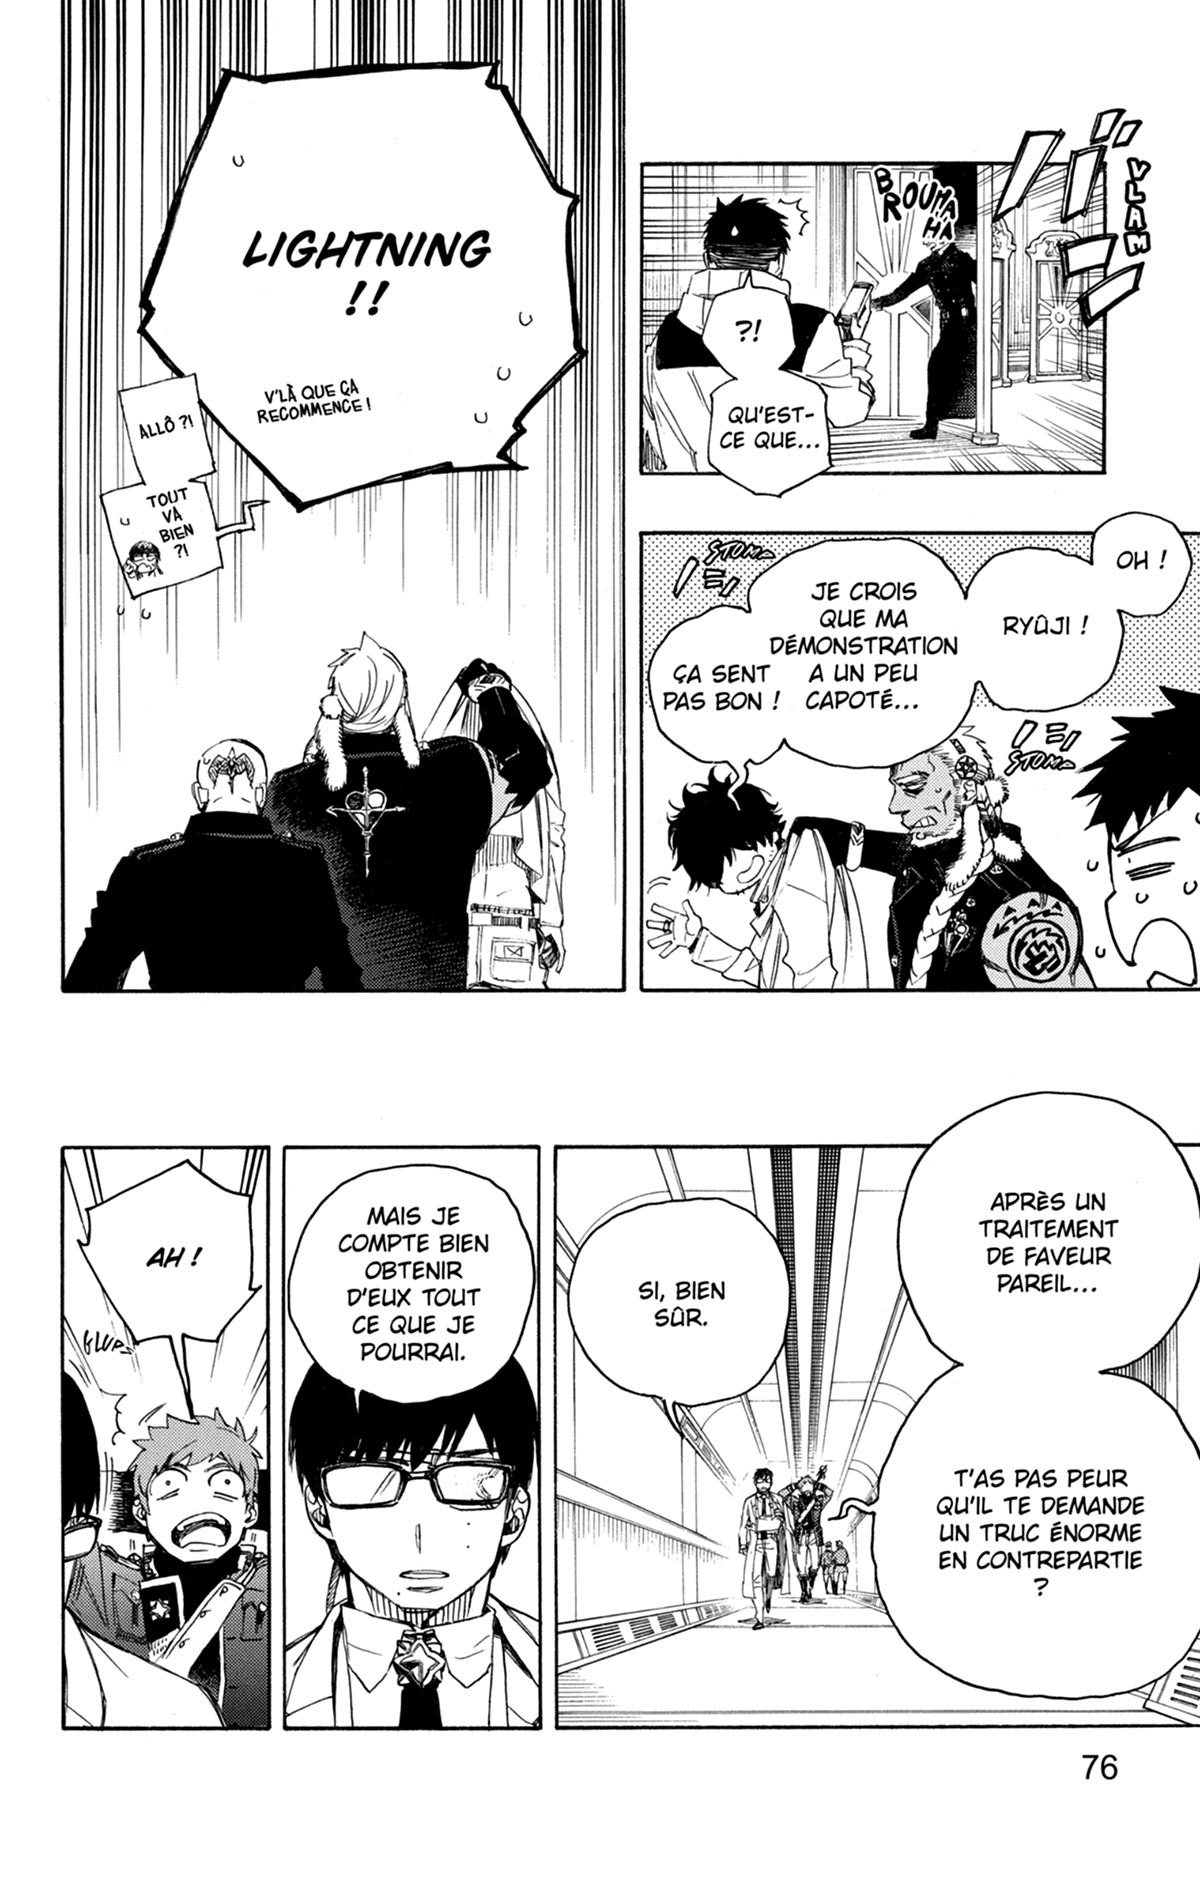 VLAM
BROUHAHA
?!
QU'EST-
CE QUE...
OH !
RYÛJI !
JE CROIS
QUE MA
DÉMONSTRATION
A UN PEU
CAPOTÉ...
ÇA SENT
PAS BON !
STOMP
STOMP
LIGHTNING
!!
V'LÀ QUE ÇA
RECOMMENCE !
ALLÔ ?!
TOUT
VA
BIEN
?!
APRÈS UN
TRAITEMENT
DE FAVEUR
PAREIL...
T'AS PAS PEUR
QU'IL TE DEMANDE
UN TRUC ÉNORME
EN CONTREPARTIE
?
SI, BIEN
SÛR.
MAIS JE
COMPTE BIEN
OBTENIR
D'EUX TOUT
CE QUE JE
POURRAI.
AH !
76